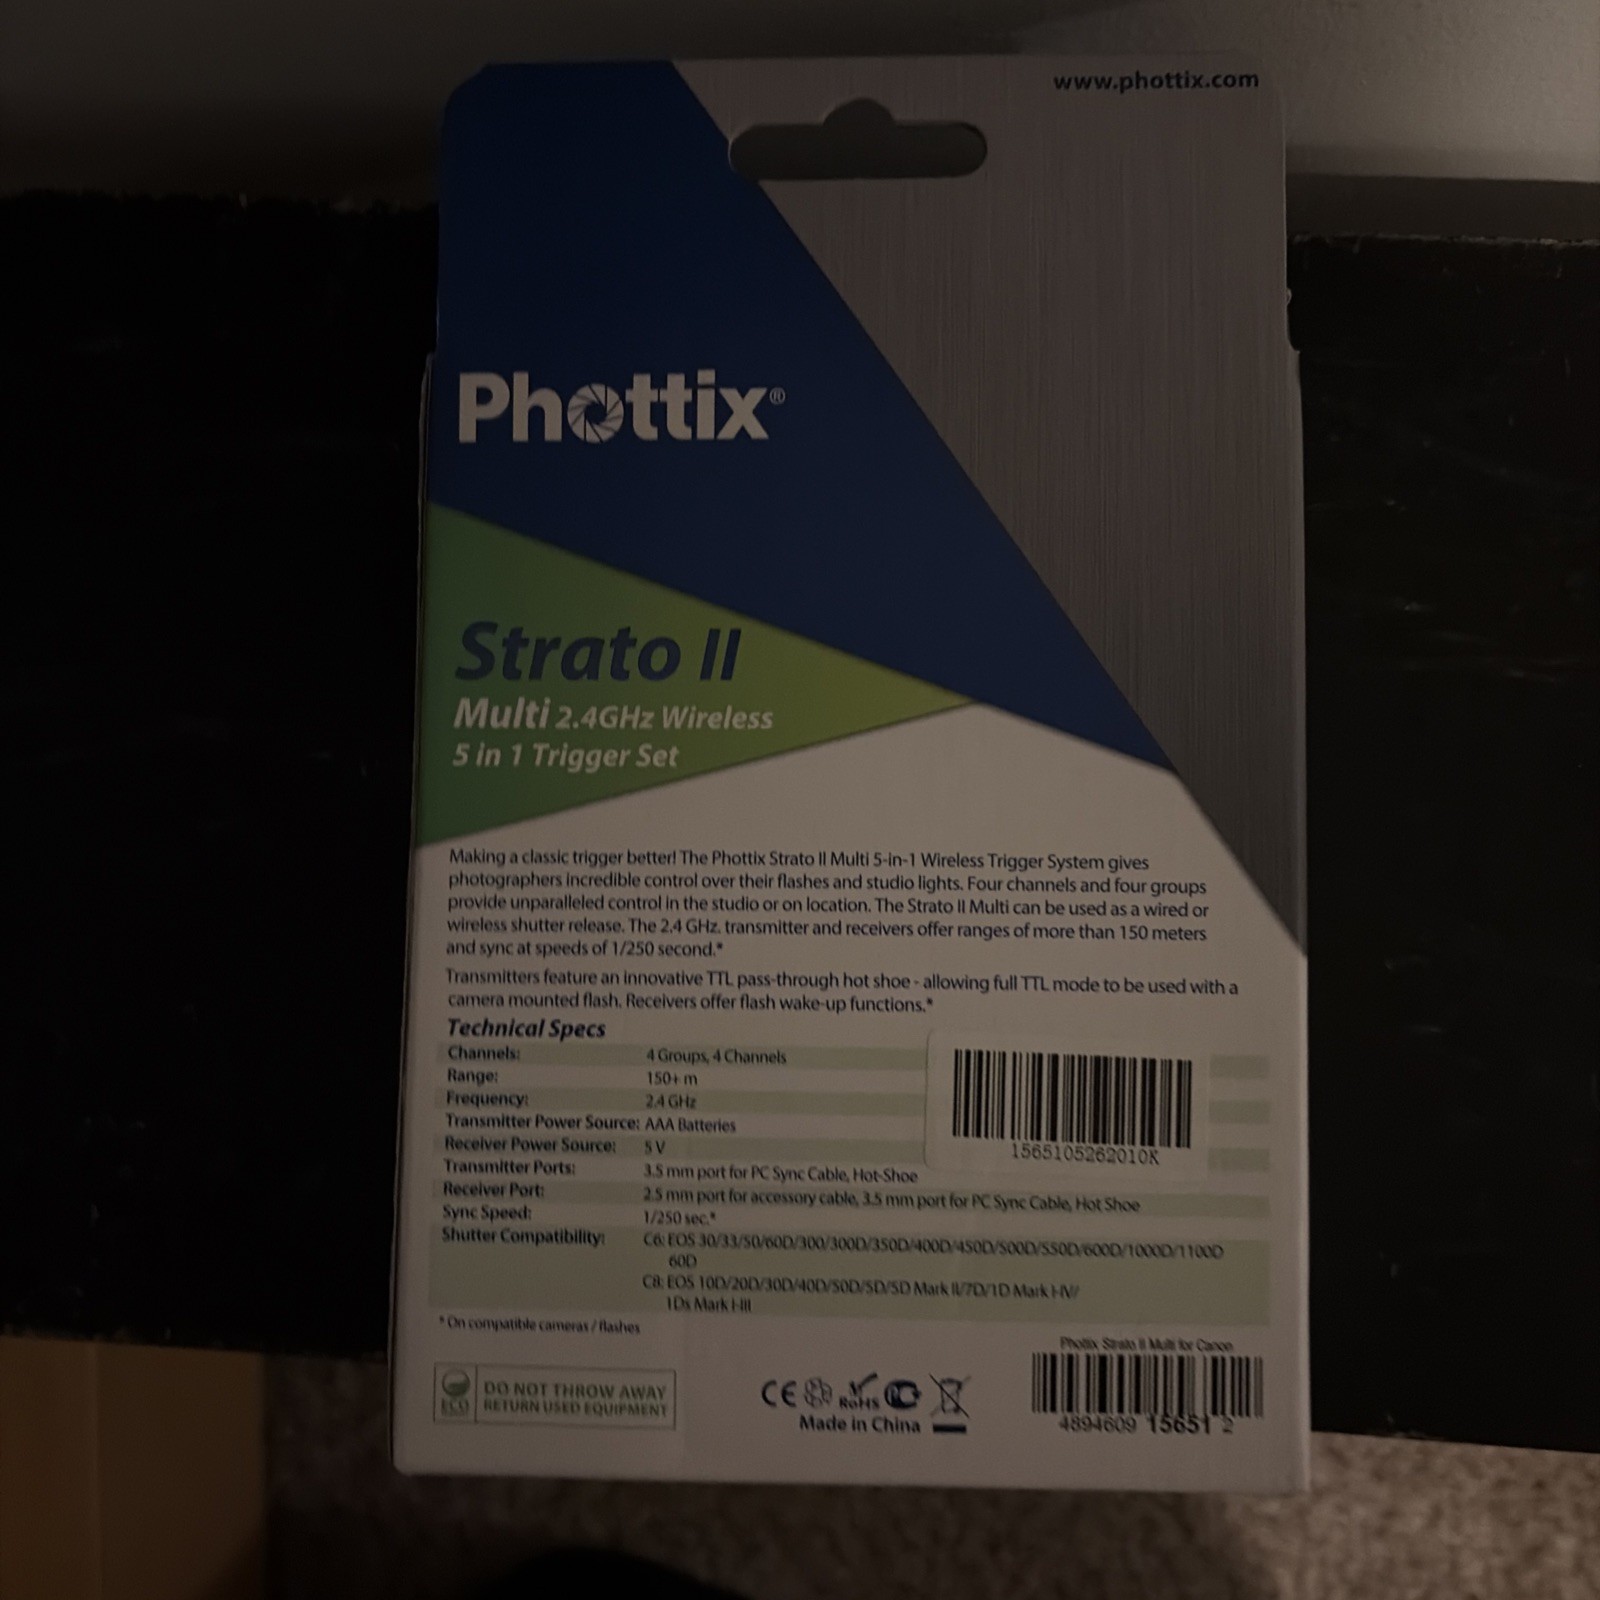 www.phottix.com
Phottix®
Strato II
Multi 2.4GHz Wireless
5 in 1 Trigger Set
Making a classic trigger better! The Phottix Strato II Multi 5-in-1 Wireless Trigger System gives
photographers incredible control over their flashes and studio lights. Four channels and four groups
provide unparalleled control in the studio or on location. The Strato II Multi can be used as a wired or
wireless shutter release. The 2.4 GHz. transmitter and receivers offer ranges of more than 150 meters
and sync at speeds of 1/250 second.*
Transmitters feature an innovative TTL pass-through hot shoe - allowing full TTL mode to be used with a
camera mounted flash. Receivers offer flash wake-up functions.*
Technical Specs
Channels: 4 Groups, 4 Channels
Range: 150+ m
Frequency: 2.4 GHz
Transmitter Power Source: AAA Batteries
Receiver Power Source: 5 V
Transmitter Ports: 3.5 mm port for PC Sync Cable, Hot-Shoe
Receiver Port: 2.5 mm port for accessory cable, 3.5 mm port for PC Sync Cable, Hot Shoe
Sync Speed: 1/250 sec.*
Shutter Compatibility: C6: EOS 30/33/50/60D/300/300D/350D/400D/450D/500D/550D/600D/1000D/1100D
60D
C8: EOS 10D/20D/30D/40D/50D/5D/5D Mark II/7D/1D Mark I-IV/
1Ds Mark I-III
* On compatible cameras / flashes
1565105262010K
ECO
DO NOT THROW AWAY
RETURN USED EQUIPMENT
CE RoHS
Made in China
Phottix Strato II Multi for Canon
4894609 15651 2